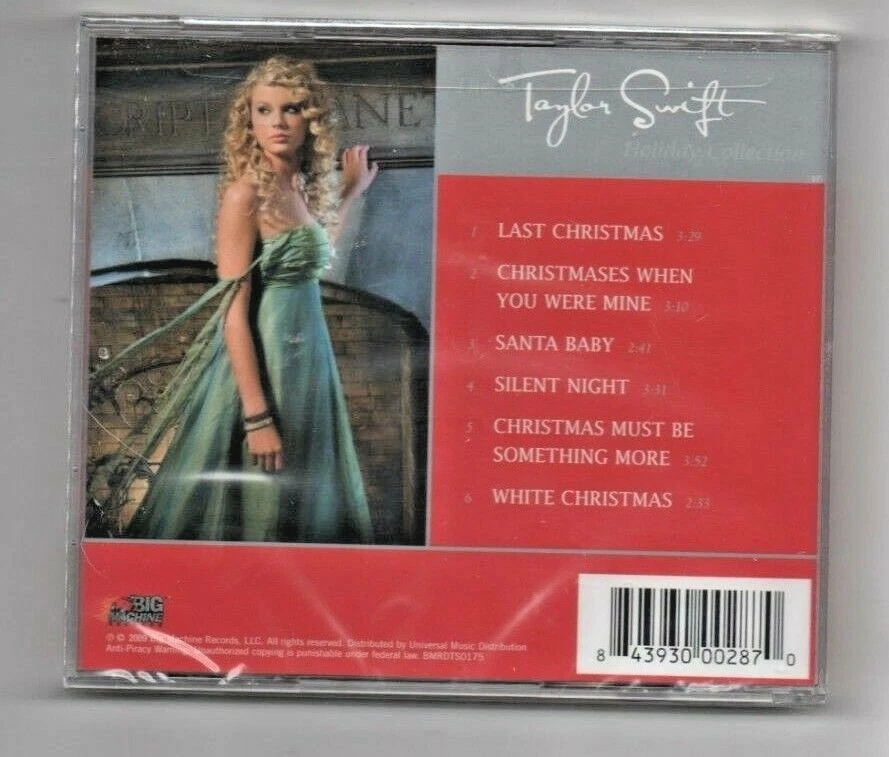 Taylor Swift
Holiday Collection
1 LAST CHRISTMAS 3:29
2 CHRISTMASES WHEN
YOU WERE MINE 3:10
3 SANTA BABY 2:41
4 SILENT NIGHT 3:31
5 CHRISTMAS MUST BE
SOMETHING MORE 3:52
6 WHITE CHRISTMAS 2:33
BIG
MACHINE
℗ © 2009 Big Machine Records, LLC. All rights reserved. Distributed by Universal Music Distribution
Anti-Piracy Warning: Unauthorized copying is punishable under federal law. BMRDTS0175
8 43930 00287 0